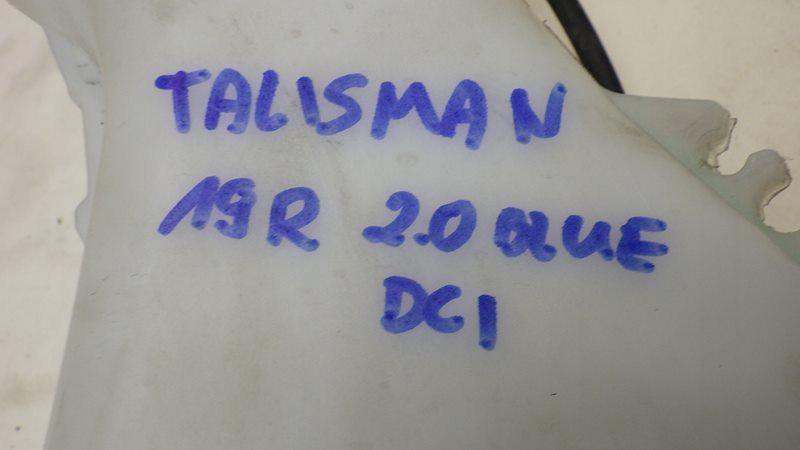 TALISMAN
19R 2.0 BLUE
DCI